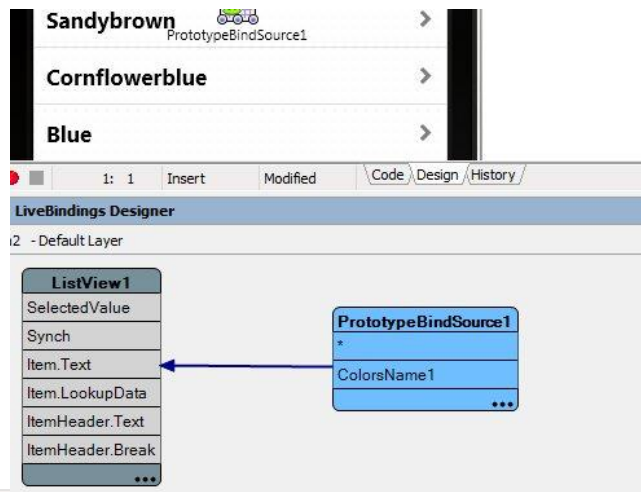 Sandybrown
PrototypeBindSource1
Cornflowerblue
Blue
1: 1 Insert Modified Code Design History
LiveBindings Designer
- Default Layer
ListView1
SelectedValue
Synch
Item.Text
Item.LookupData
ItemHeader.Text
ItemHeader.Break
•••
PrototypeBindSource1
*
ColorsName1
•••